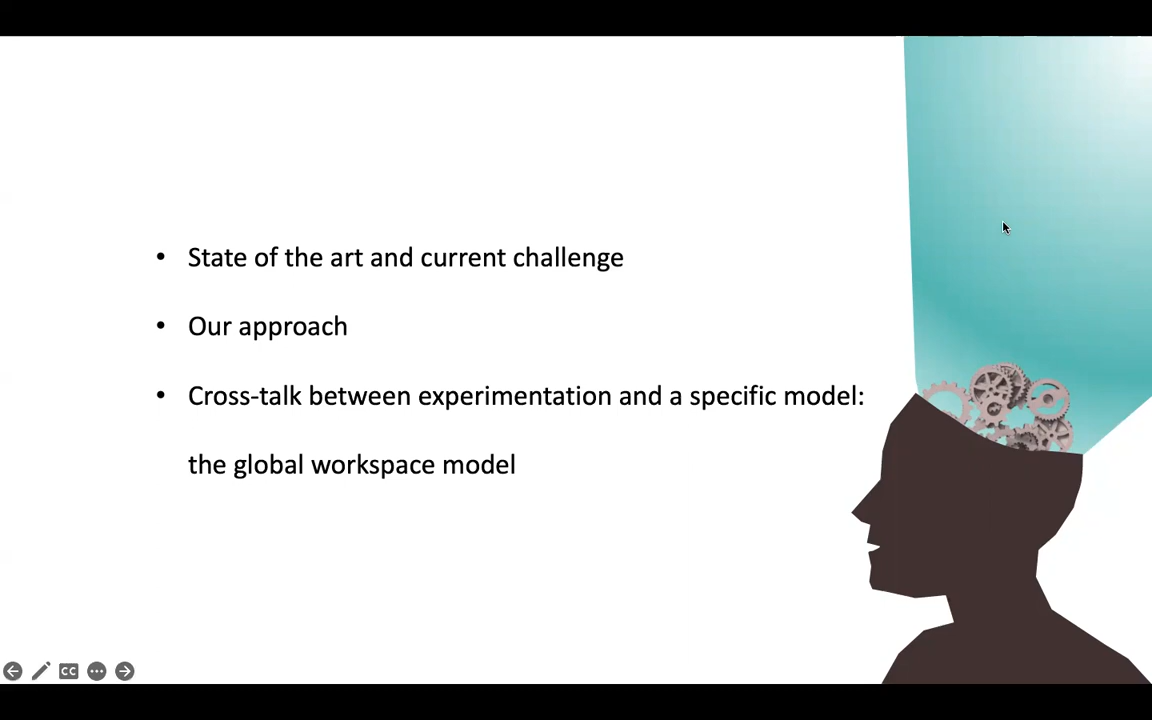 • State of the art and current challenge
• Our approach
• Cross-talk between experimentation and a specific model:
the global workspace model
CC